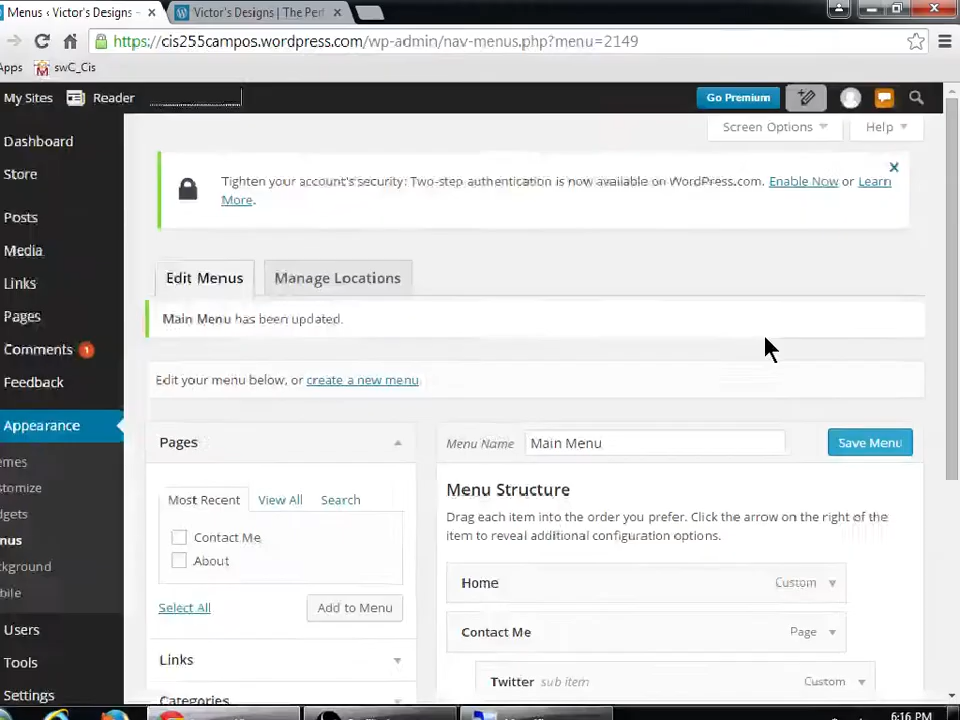 Menus ‹ Victor's Designs -
Victor's Designs | The Per
https://cis255campos.wordpress.com/wp-admin/nav-menus.php?menu=2149
Apps
swC_Cis
My Sites
Reader
Go Premium
Screen Options
Help
Dashboard
Store
Posts
Media
Links
Pages
Comments 1
Feedback
Appearance
emes
stomize
dgets
nus
kground
bile
Users
Tools
Settings
Tighten your account's security: Two-step authentication is now available on WordPress.com. Enable Now or Learn
More.
Edit Menus
Manage Locations
Main Menu has been updated.
Edit your menu below, or create a new menu
Pages
Most Recent
View All
Search
Contact Me
About
Select All
Add to Menu
Links
Categories
Menu Name
Main Menu
Save Menu
Menu Structure
Drag each item into the order you prefer. Click the arrow on the right of the
item to reveal additional configuration options.
Home
Custom
Contact Me
Page
Twitter sub item
Custom
6:16 PM